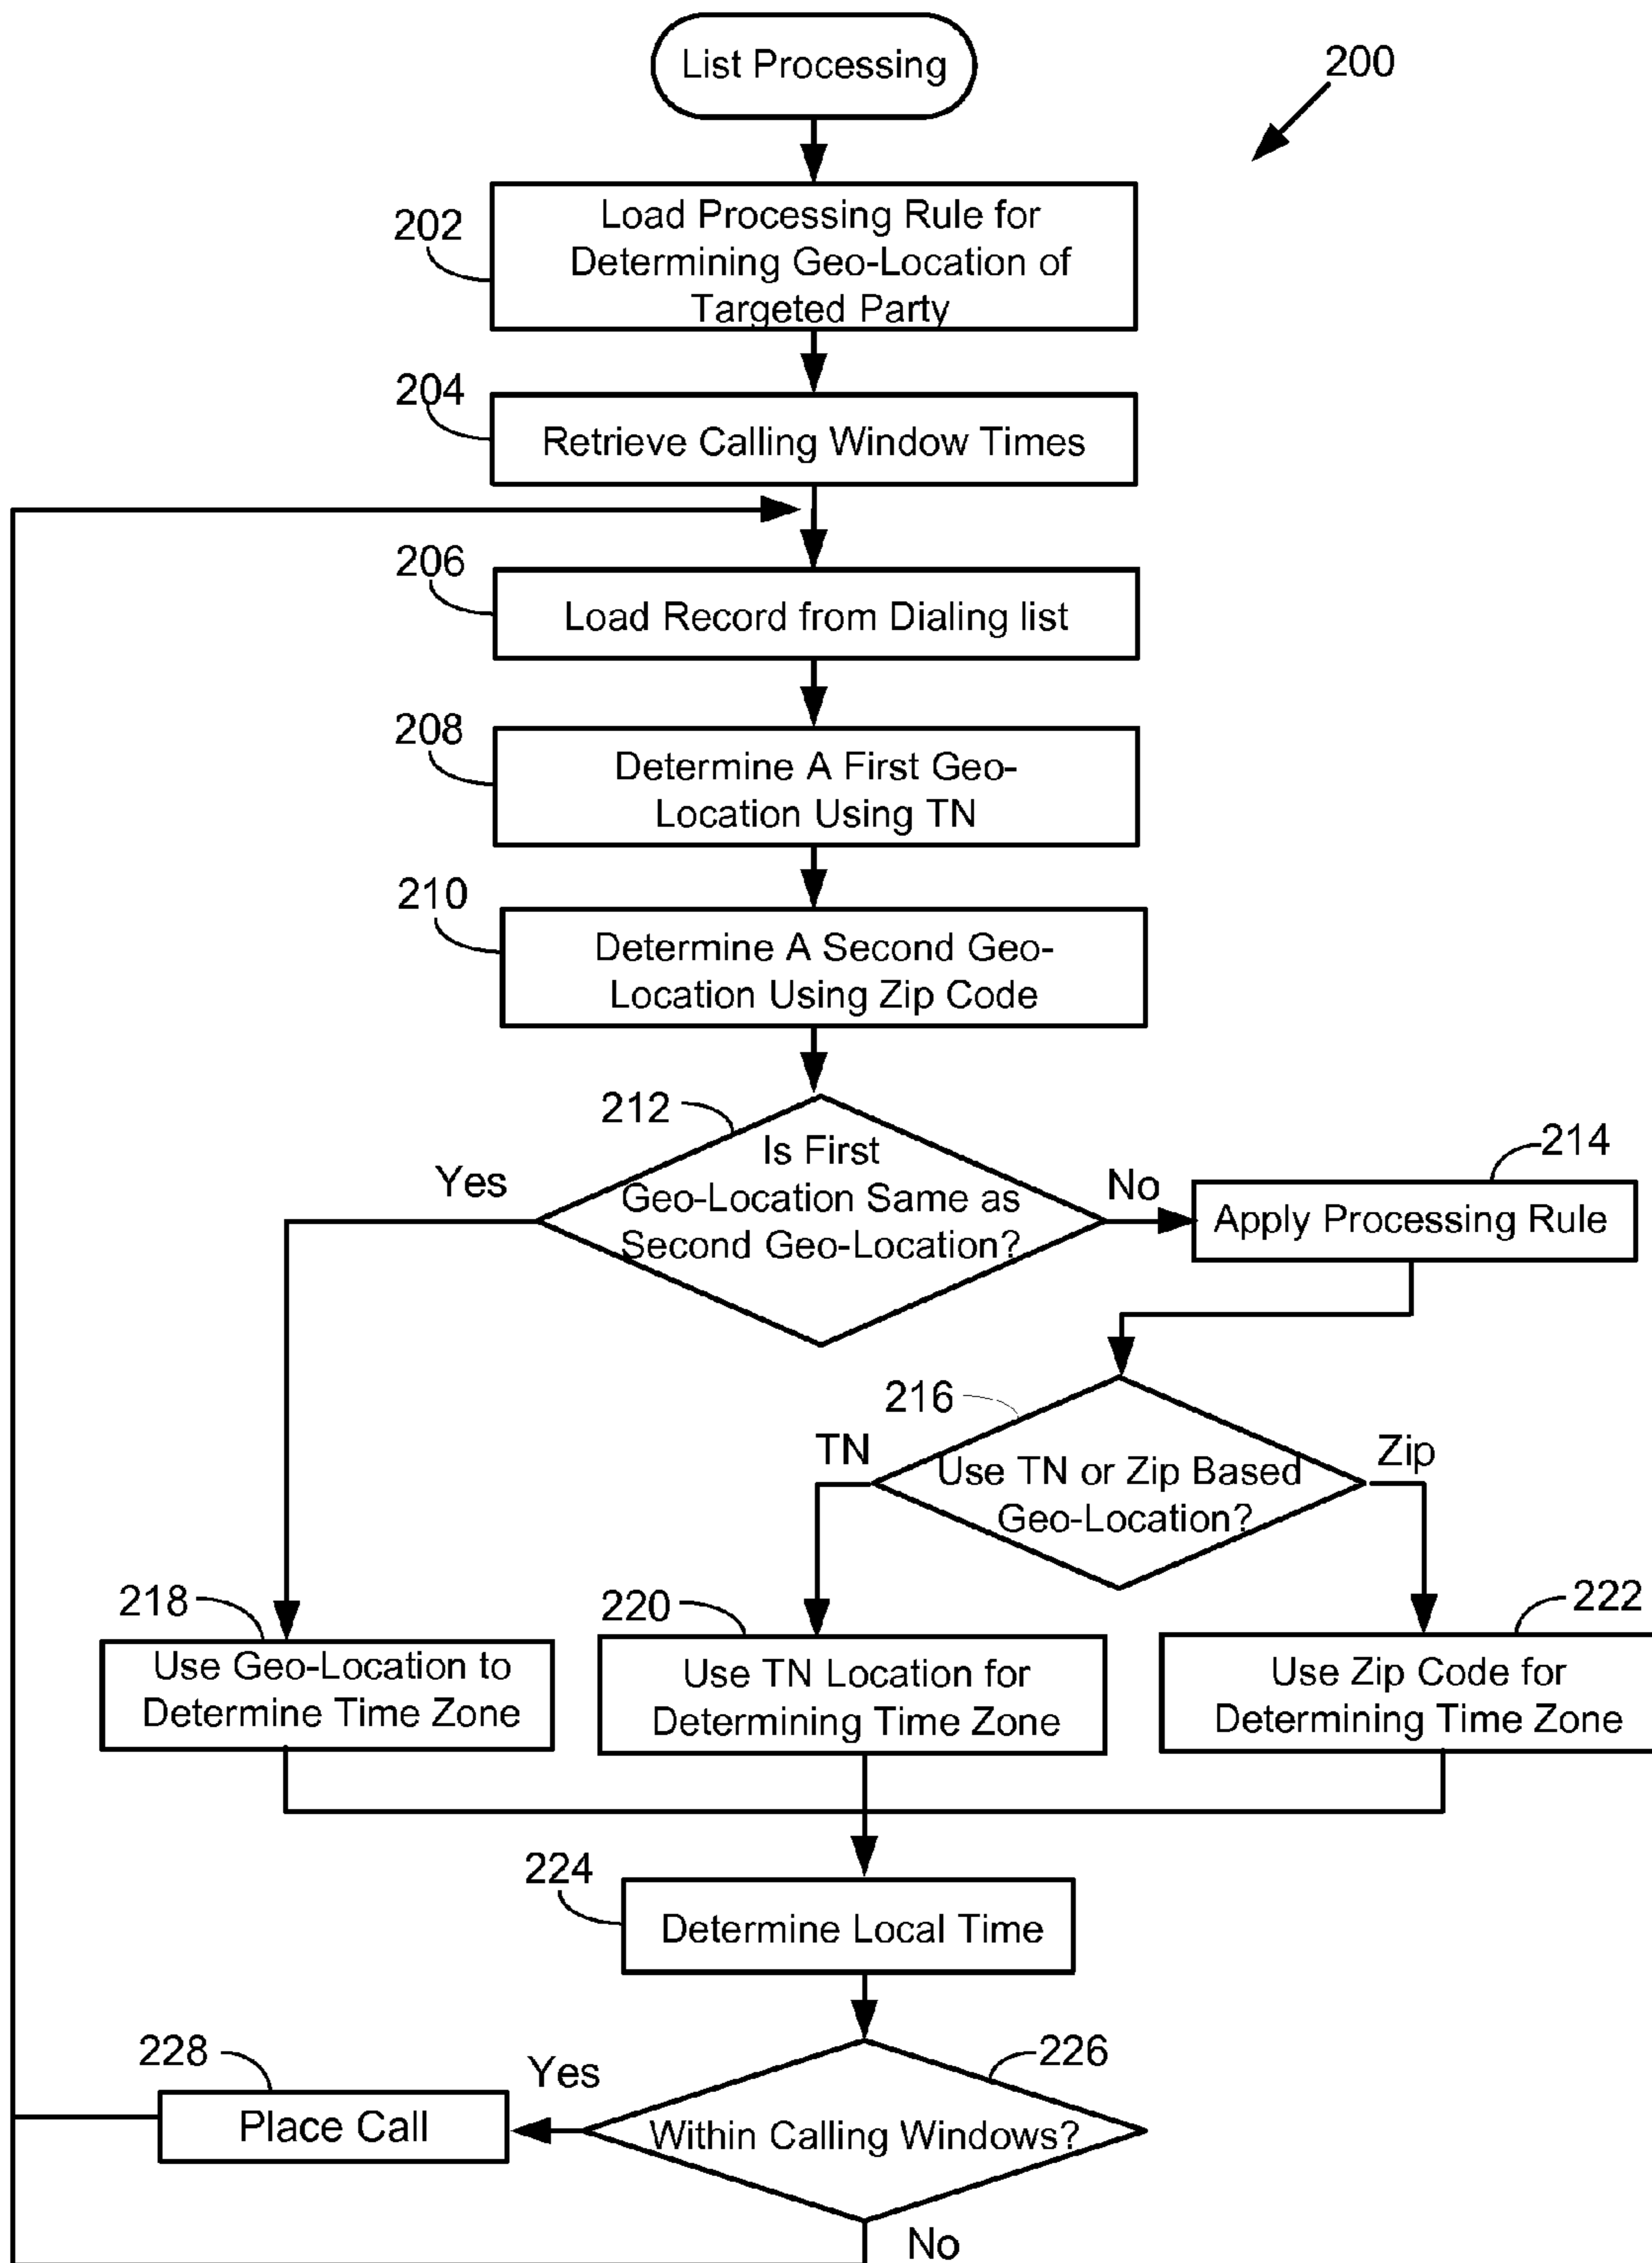 List Processing
200
202
Load Processing Rule for
Determining Geo-Location of
Targeted Party
204
Retrieve Calling Window Times
206
Load Record from Dialing list
208
Determine A First Geo-
Location Using TN
210
Determine A Second Geo-
Location Using Zip Code
212
Is First
Geo-Location Same as
Second Geo-Location?
Yes
No
214
Apply Processing Rule
216
TN
Zip
Use TN or Zip Based
Geo-Location?
218
Use Geo-Location to
Determine Time Zone
220
Use TN Location for
Determining Time Zone
222
Use Zip Code for
Determining Time Zone
224
Determine Local Time
226
Within Calling Windows?
Yes
228
Place Call
No